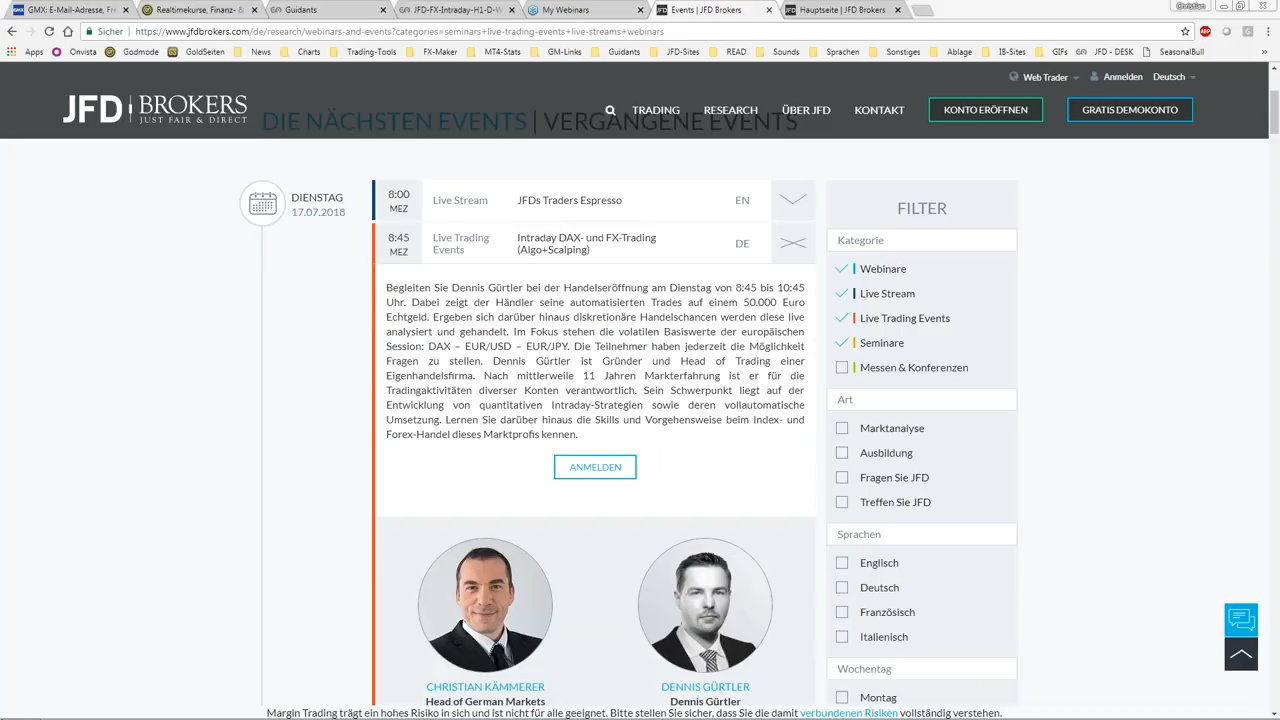 GMX: E-Mail-Adresse, Fr
Realtimekurse, Finanz- &
Guidants
JFD-FX-Intraday-H1-D-W
My Webinars
Events | JFD Brokers
Hauptseite | JFD Brokers
Christian
Sicher | https://www.jfdbrokers.com/de/research/webinars-and-events?categories=seminars+live-trading-events+live-streams+webinars
Apps Onvista Godmode GoldSeiten News Charts Trading-Tools FX-Maker MT4-Stats GM-Links Guidants JFD-Sites READ Sounds Sprachen Sonstiges Ablage IB-Sites GIFs JFD - DESK SeasonalBull
Web Trader Anmelden Deutsch
JFD BROKERS
JUST FAIR & DIRECT
TRADING RESEARCH ÜBER JFD KONTAKT KONTO ERÖFFNEN GRATIS DEMOKONTO
DIE NÄCHSTEN EVENTS | VERGANGENE EVENTS
DIENSTAG
17.07.2018
8:00
MEZ
Live Stream
JFDs Traders Espresso
EN
8:45
MEZ
Live Trading
Events
Intraday DAX- und FX-Trading
(Algo+Scalping)
DE
Begleiten Sie Dennis Gürtler bei der Handelseröffnung am Dienstag von 8:45 bis 10:45
Uhr. Dabei zeigt der Händler seine automatisierten Trades auf einem 50.000 Euro
Echtgeld. Ergeben sich darüber hinaus diskretionäre Handelschancen werden diese live
analysiert und gehandelt. Im Fokus stehen die volatilen Basiswerte der europäischen
Session: DAX – EUR/USD – EUR/JPY. Die Teilnehmer haben jederzeit die Möglichkeit
Fragen zu stellen. Dennis Gürtler ist Gründer und Head of Trading einer
Eigenhandelsfirma. Nach mittlerweile 11 Jahren Markterfahrung ist er für die
Tradingaktivitäten diverser Konten verantwortlich. Sein Schwerpunkt liegt auf der
Entwicklung von quantitativen Intraday-Strategien sowie deren vollautomatische
Umsetzung. Lernen Sie darüber hinaus die Skills und Vorgehensweise beim Index- und
Forex-Handel dieses Marktprofis kennen.
ANMELDEN
CHRISTIAN KÄMMERER
Head of German Markets
DENNIS GÜRTLER
Dennis Gürtler
FILTER
Kategorie
Webinare
Live Stream
Live Trading Events
Seminare
Messen & Konferenzen
Art
Marktanalyse
Ausbildung
Fragen Sie JFD
Treffen Sie JFD
Sprachen
Englisch
Deutsch
Französisch
Italienisch
Wochentag
Montag
Margin Trading trägt ein hohes Risiko in sich und ist nicht für alle geeignet. Bitte stellen Sie sicher, dass Sie die damit verbundenen Risiken vollständig verstehen.